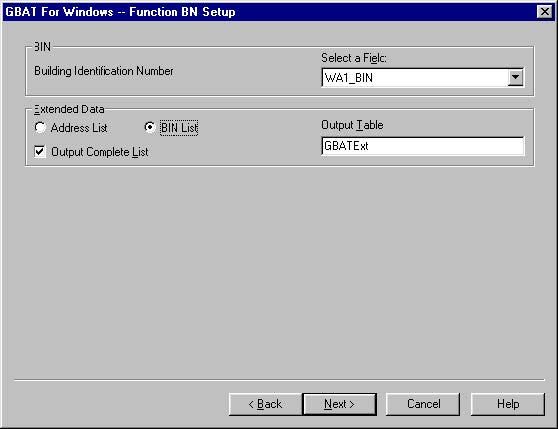 GBAT For Windows -- Function BN Setup
BIN
Building Identification Number
Select a Field:
WA1_BIN
Extended Data
Address List
BIN List
Output Table
Output Complete List
GBATExt
< Back
Next >
Cancel
Help